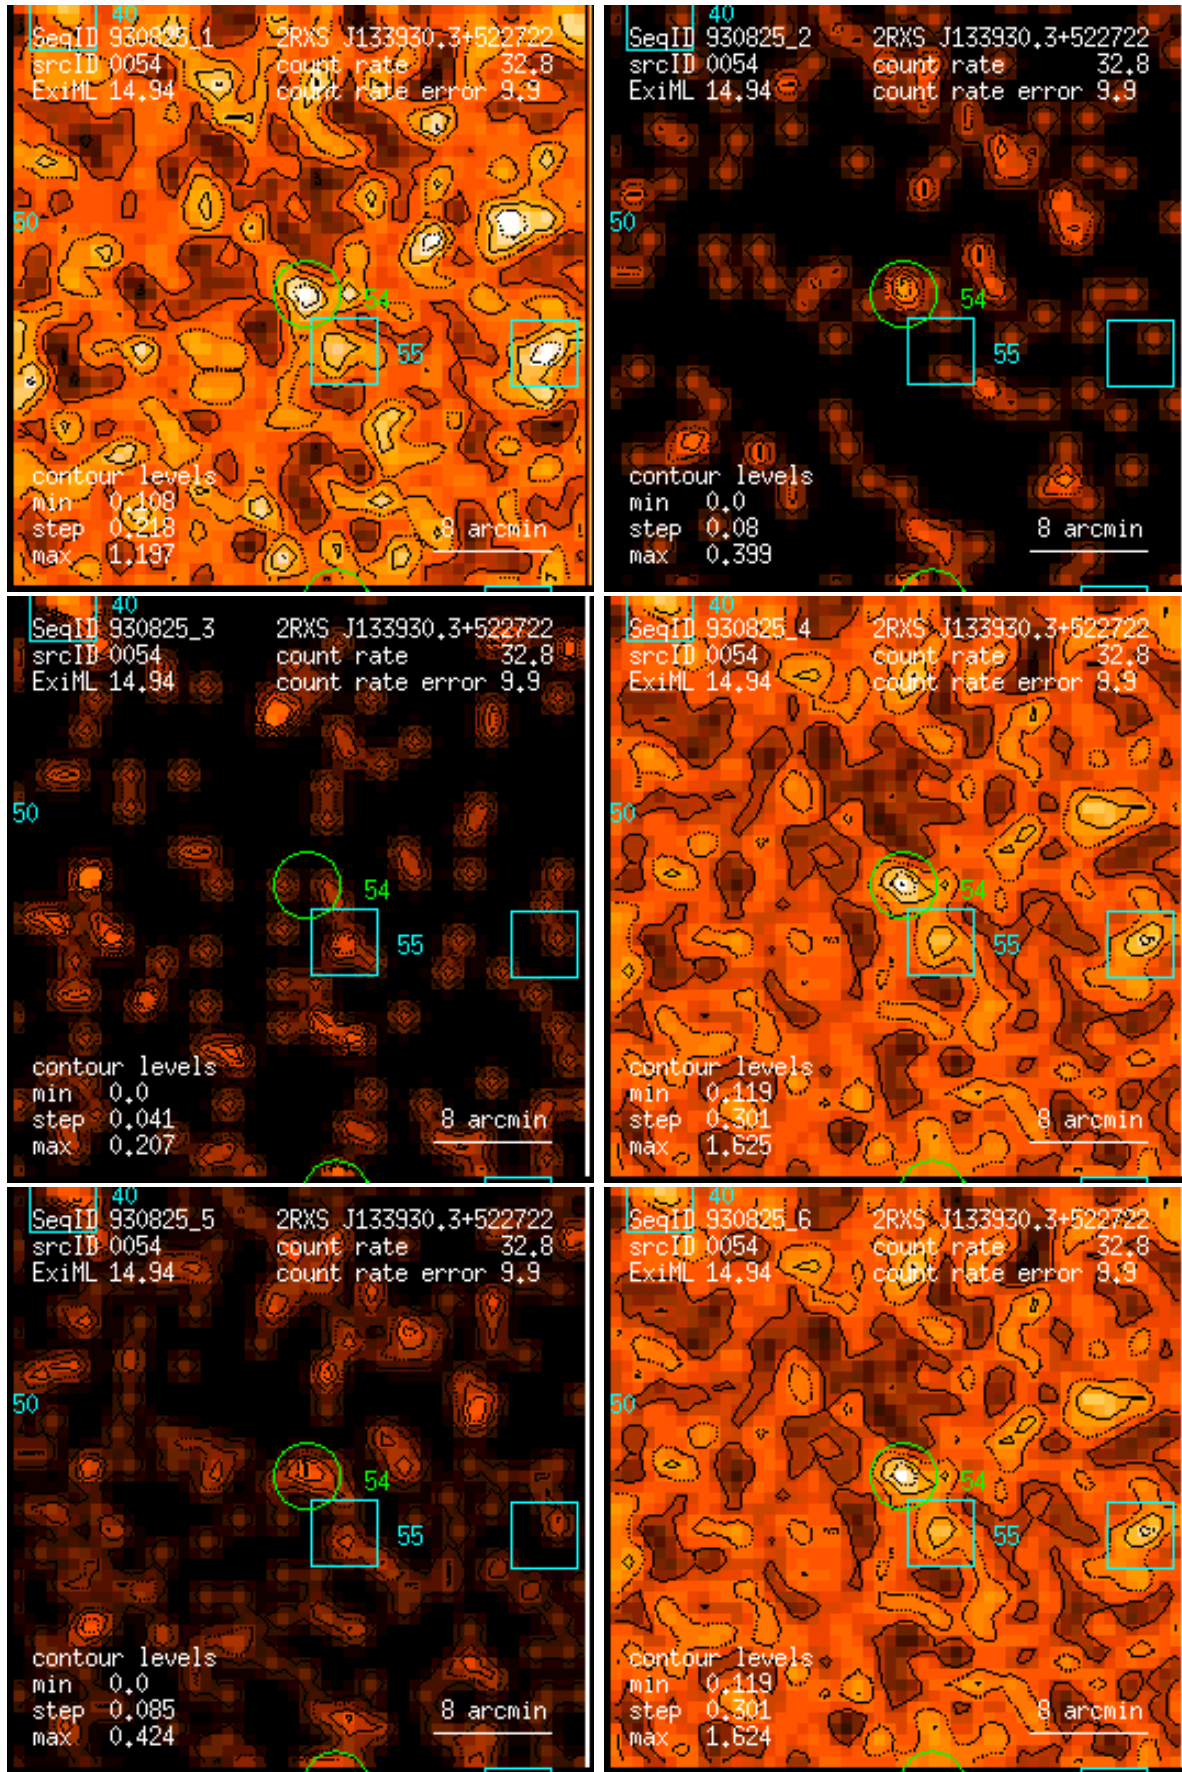 40
SeqID 930825_1 2RXS J133930.3+522722
srcID 0054 count rate 32.8
ExiML 14.94 count rate error 9.9
50
54
55
contour levels
min 0.108
step 0.218 8 arcmin
max 1.197
40
SeqID 930825_2 2RXS J133930.3+522722
srcID 0054 count rate 32.8
ExiML 14.94 count rate error 9.9
50
54
55
contour levels
min 0.0
step 0.08 8 arcmin
max 0.399
40
SeqID 930825_3 2RXS J133930.3+522722
srcID 0054 count rate 32.8
ExiML 14.94 count rate error 9.9
50
54
55
contour levels
min 0.0
step 0.041 8 arcmin
max 0.207
40
SeqID 930825_4 2RXS J133930.3+522722
srcID 0054 count rate 32.8
ExiML 14.94 count rate error 9.9
50
54
55
contour levels
min 0.119
step 0.301 8 arcmin
max 1.625
40
SeqID 930825_5 2RXS J133930.3+522722
srcID 0054 count rate 32.8
ExiML 14.94 count rate error 9.9
50
54
55
contour levels
min 0.0
step 0.085 8 arcmin
max 0.424
40
SeqID 930825_6 2RXS J133930.3+522722
srcID 0054 count rate 32.8
ExiML 14.94 count rate error 9.9
50
54
55
contour levels
min 0.119
step 0.301 8 arcmin
max 1.624